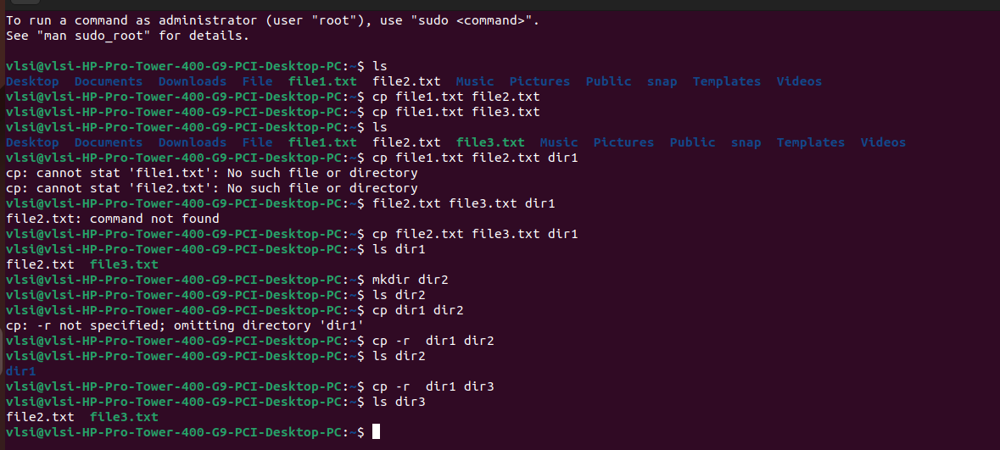 To run a command as administrator (user "root"), use "sudo <command>".
See "man sudo_root" for details.
vlsi@vlsi-HP-Pro-Tower-400-G9-PCI-Desktop-PC:~$ ls
Desktop  Documents  Downloads  File  file1.txt  file2.txt  Music  Pictures  Public  snap  Templates  Videos
vlsi@vlsi-HP-Pro-Tower-400-G9-PCI-Desktop-PC:~$ cp file1.txt file2.txt
vlsi@vlsi-HP-Pro-Tower-400-G9-PCI-Desktop-PC:~$ cp file1.txt file3.txt
vlsi@vlsi-HP-Pro-Tower-400-G9-PCI-Desktop-PC:~$ ls
Desktop  Documents  Downloads  File  file1.txt  file2.txt  file3.txt  Music  Pictures  Public  snap  Templates  Videos
vlsi@vlsi-HP-Pro-Tower-400-G9-PCI-Desktop-PC:~$ cp file1.txt file2.txt dir1
cp: cannot stat 'file1.txt': No such file or directory
cp: cannot stat 'file2.txt': No such file or directory
vlsi@vlsi-HP-Pro-Tower-400-G9-PCI-Desktop-PC:~$ file2.txt file3.txt dir1
file2.txt: command not found
vlsi@vlsi-HP-Pro-Tower-400-G9-PCI-Desktop-PC:~$ cp file2.txt file3.txt dir1
vlsi@vlsi-HP-Pro-Tower-400-G9-PCI-Desktop-PC:~$ ls dir1
file2.txt  file3.txt
vlsi@vlsi-HP-Pro-Tower-400-G9-PCI-Desktop-PC:~$ mkdir dir2
vlsi@vlsi-HP-Pro-Tower-400-G9-PCI-Desktop-PC:~$ ls dir2
vlsi@vlsi-HP-Pro-Tower-400-G9-PCI-Desktop-PC:~$ cp dir1 dir2
cp: -r not specified; omitting directory 'dir1'
vlsi@vlsi-HP-Pro-Tower-400-G9-PCI-Desktop-PC:~$ cp -r  dir1 dir2
vlsi@vlsi-HP-Pro-Tower-400-G9-PCI-Desktop-PC:~$ ls dir2
dir1
vlsi@vlsi-HP-Pro-Tower-400-G9-PCI-Desktop-PC:~$ cp -r  dir1 dir3
vlsi@vlsi-HP-Pro-Tower-400-G9-PCI-Desktop-PC:~$ ls dir3
file2.txt  file3.txt
vlsi@vlsi-HP-Pro-Tower-400-G9-PCI-Desktop-PC:~$